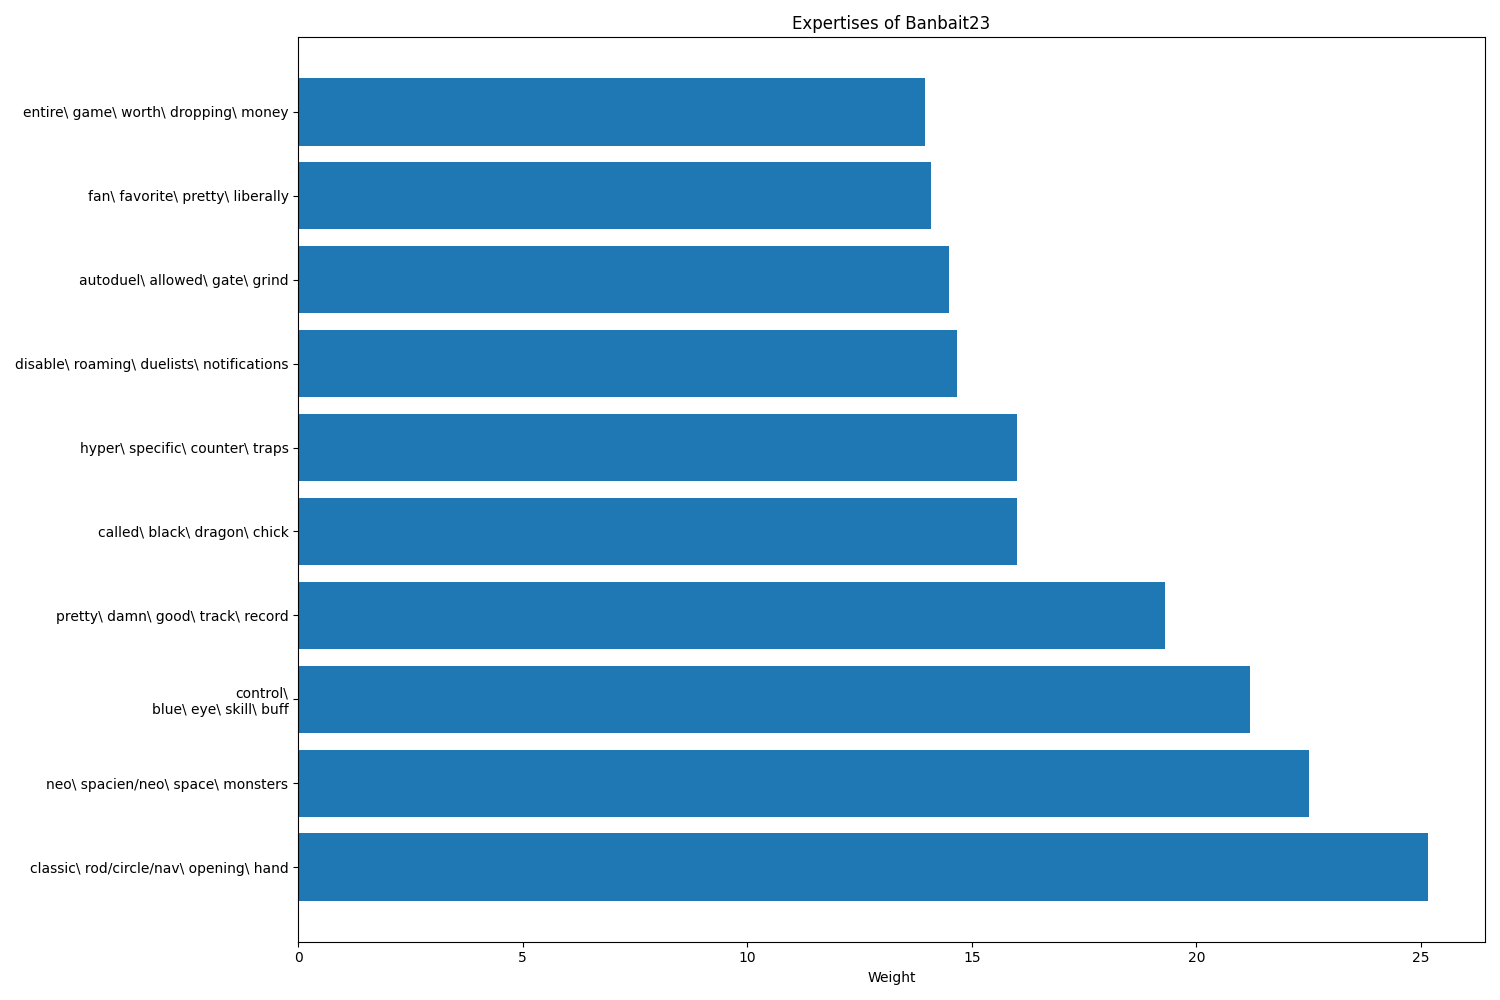 Expertises of Banbait23
entire\ game\ worth\ dropping\ money
fan\ favorite\ pretty\ liberally
autoduel\ allowed\ gate\ grind
disable\ roaming\ duelists\ notifications
hyper\ specific\ counter\ traps
called\ black\ dragon\ chick
pretty\ damn\ good\ track\ record
control\
blue\ eye\ skill\ buff
neo\ spacien/neo\ space\ monsters
classic\ rod/circle/nav\ opening\ hand
0 5 10 15 20 25
Weight